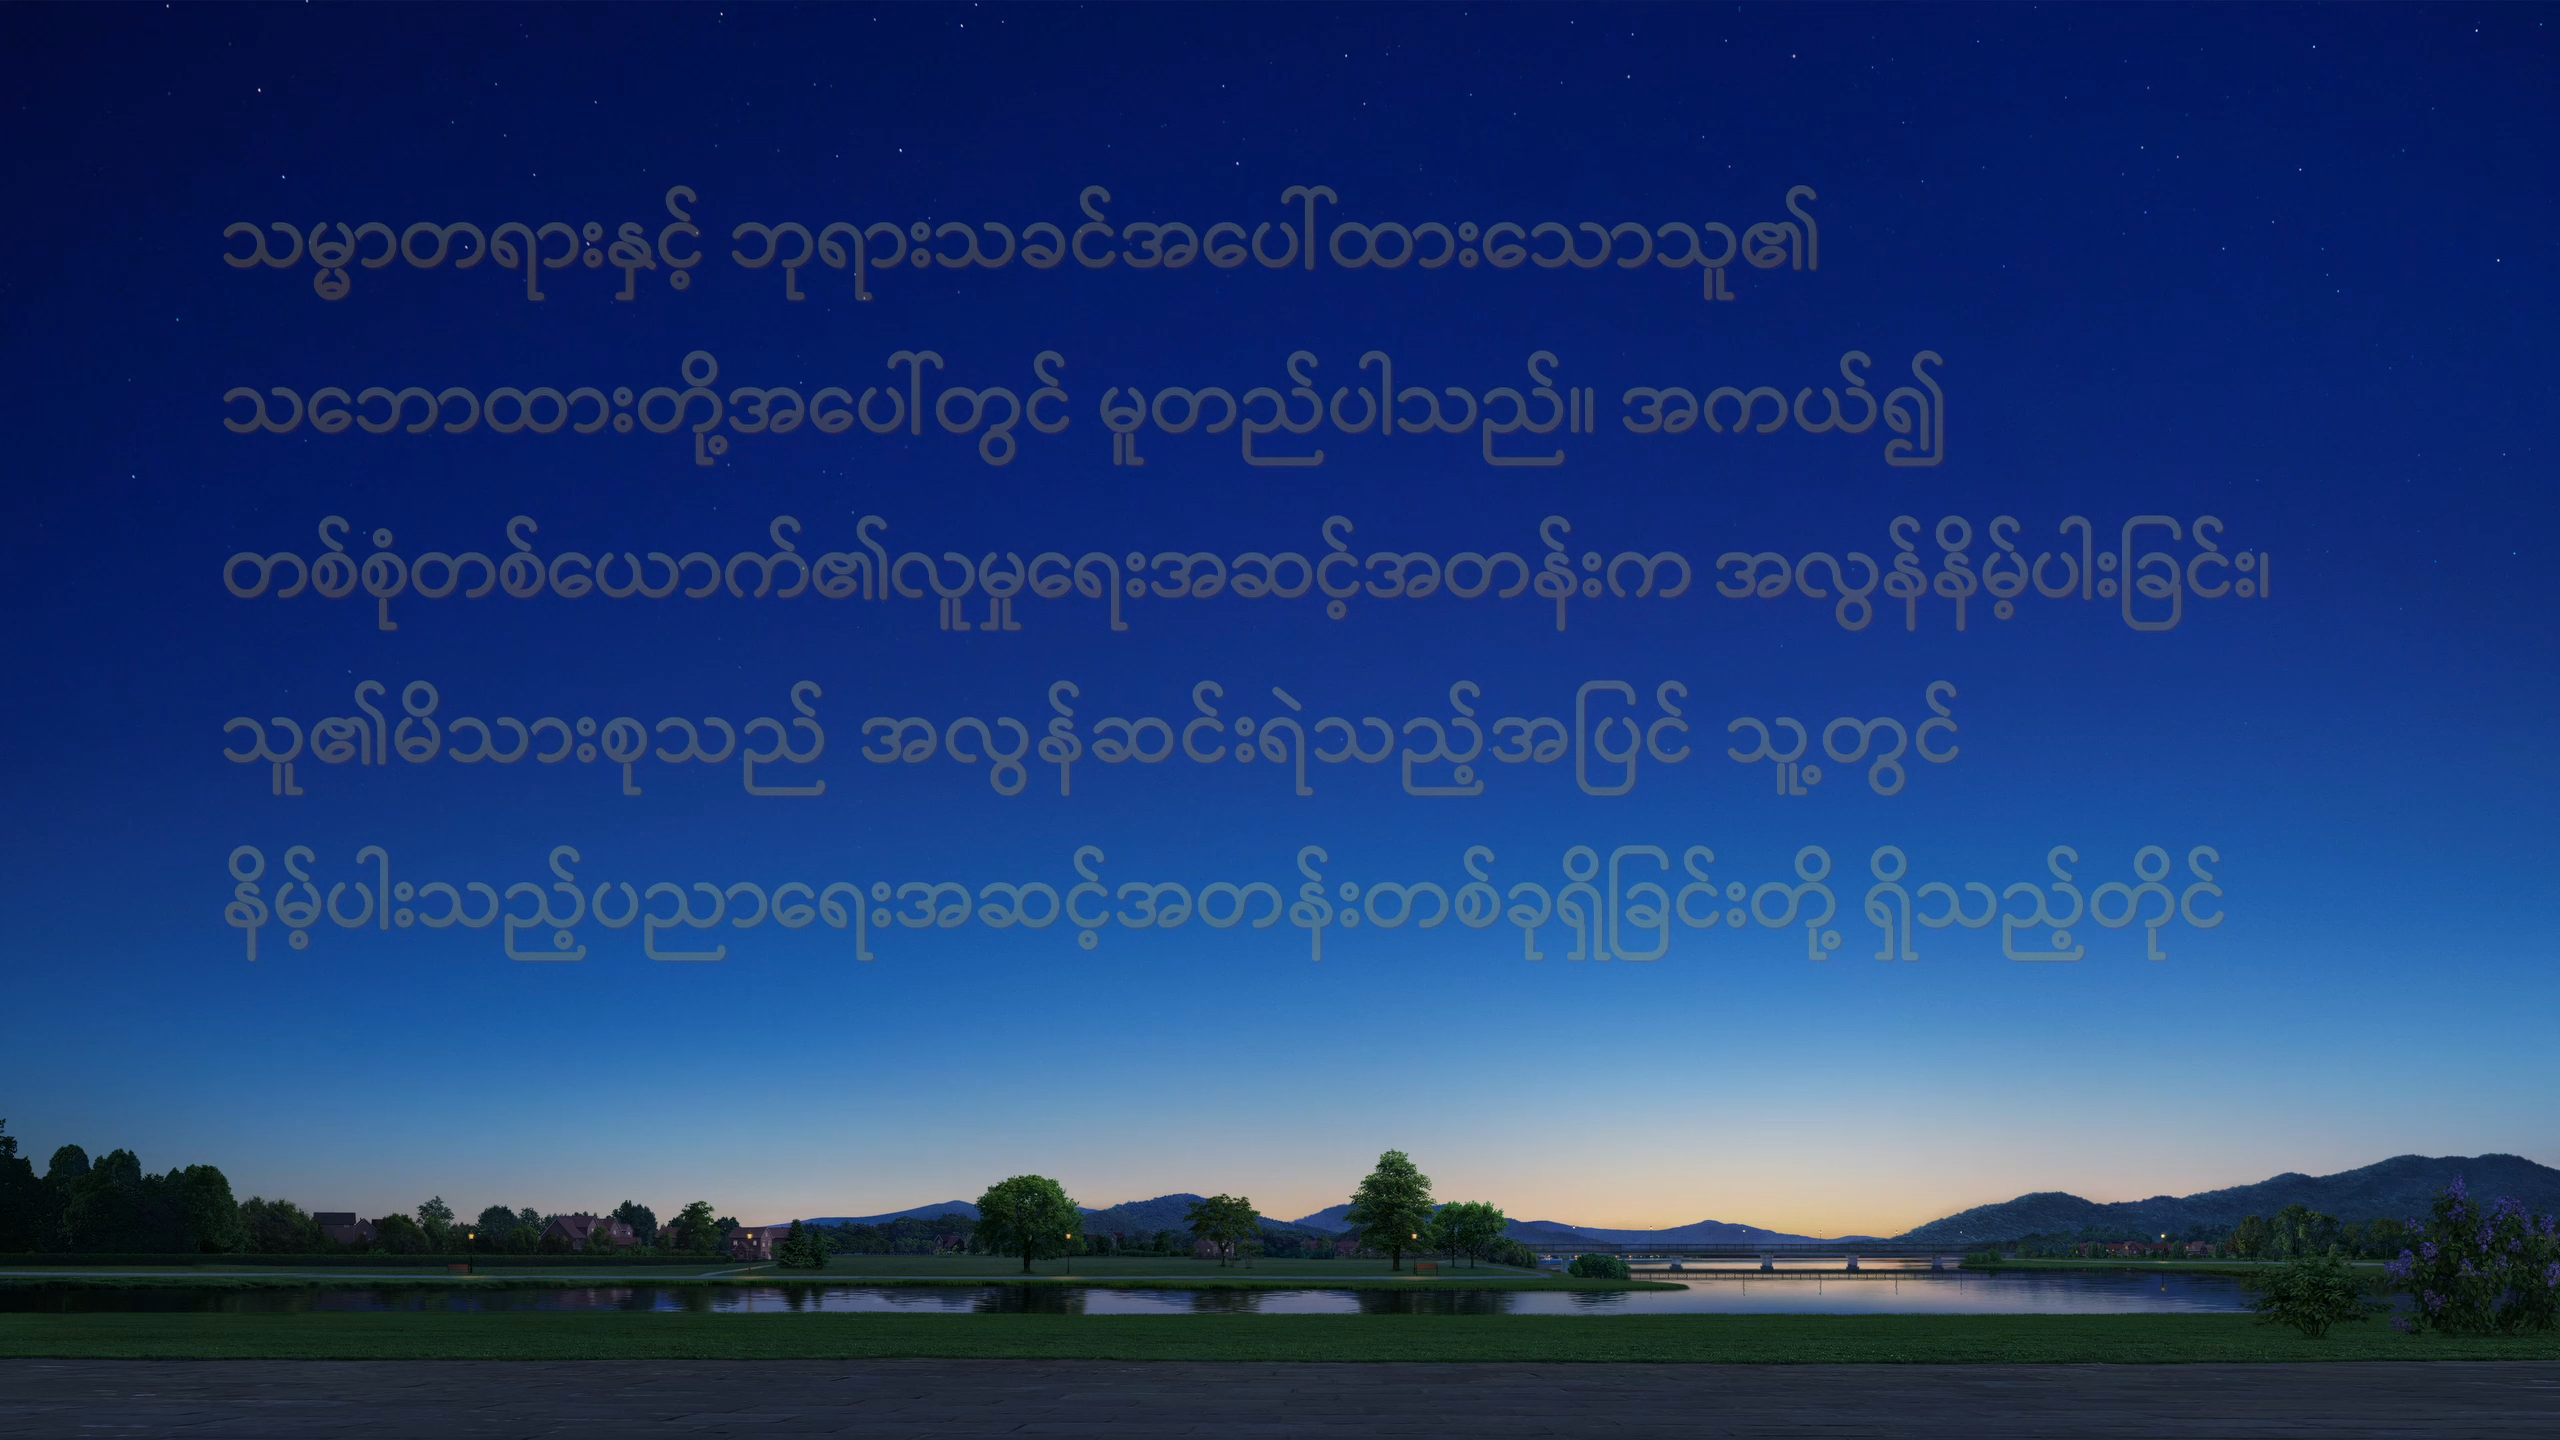 သမ္မာတရားနှင့် ဘုရားသခင်အပေါ်ထားသောသူ၏
သဘောထားတို့အပေါ်တွင် မူတည်ပါသည်။ အကယ်၍
တစ်စုံတစ်ယောက်၏လူမှုရေးအဆင့်အတန်းက အလွန်နိမ့်ပါးခြင်း၊
သူ၏မိသားစုသည် အလွန်ဆင်းရဲသည့်အပြင် သူ့တွင်
နိမ့်ပါးသည့်ပညာရေးအဆင့်အတန်းတစ်ခုရှိခြင်းတို့ ရှိသည့်တိုင်